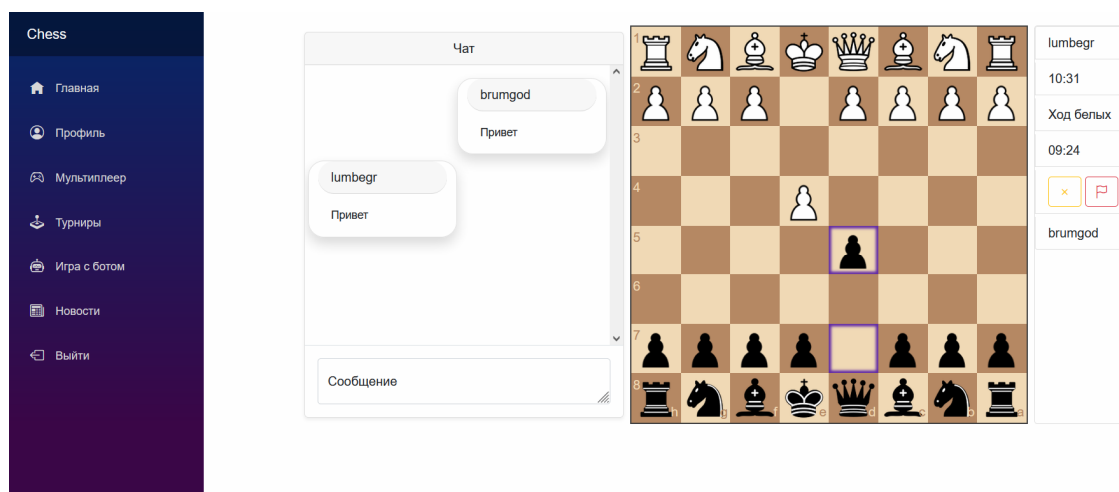 Chess
Главная
Профиль
Мультиплеер
Турниры
Игра с ботом
Новости
Выйти
Чат
brumgod
Привет
lumbegr
Привет
Сообщение
1
2
3
4
5
6
7
8
h g f e d c b a
lumbegr
10:31
Ход белых
09:24
×
brumgod